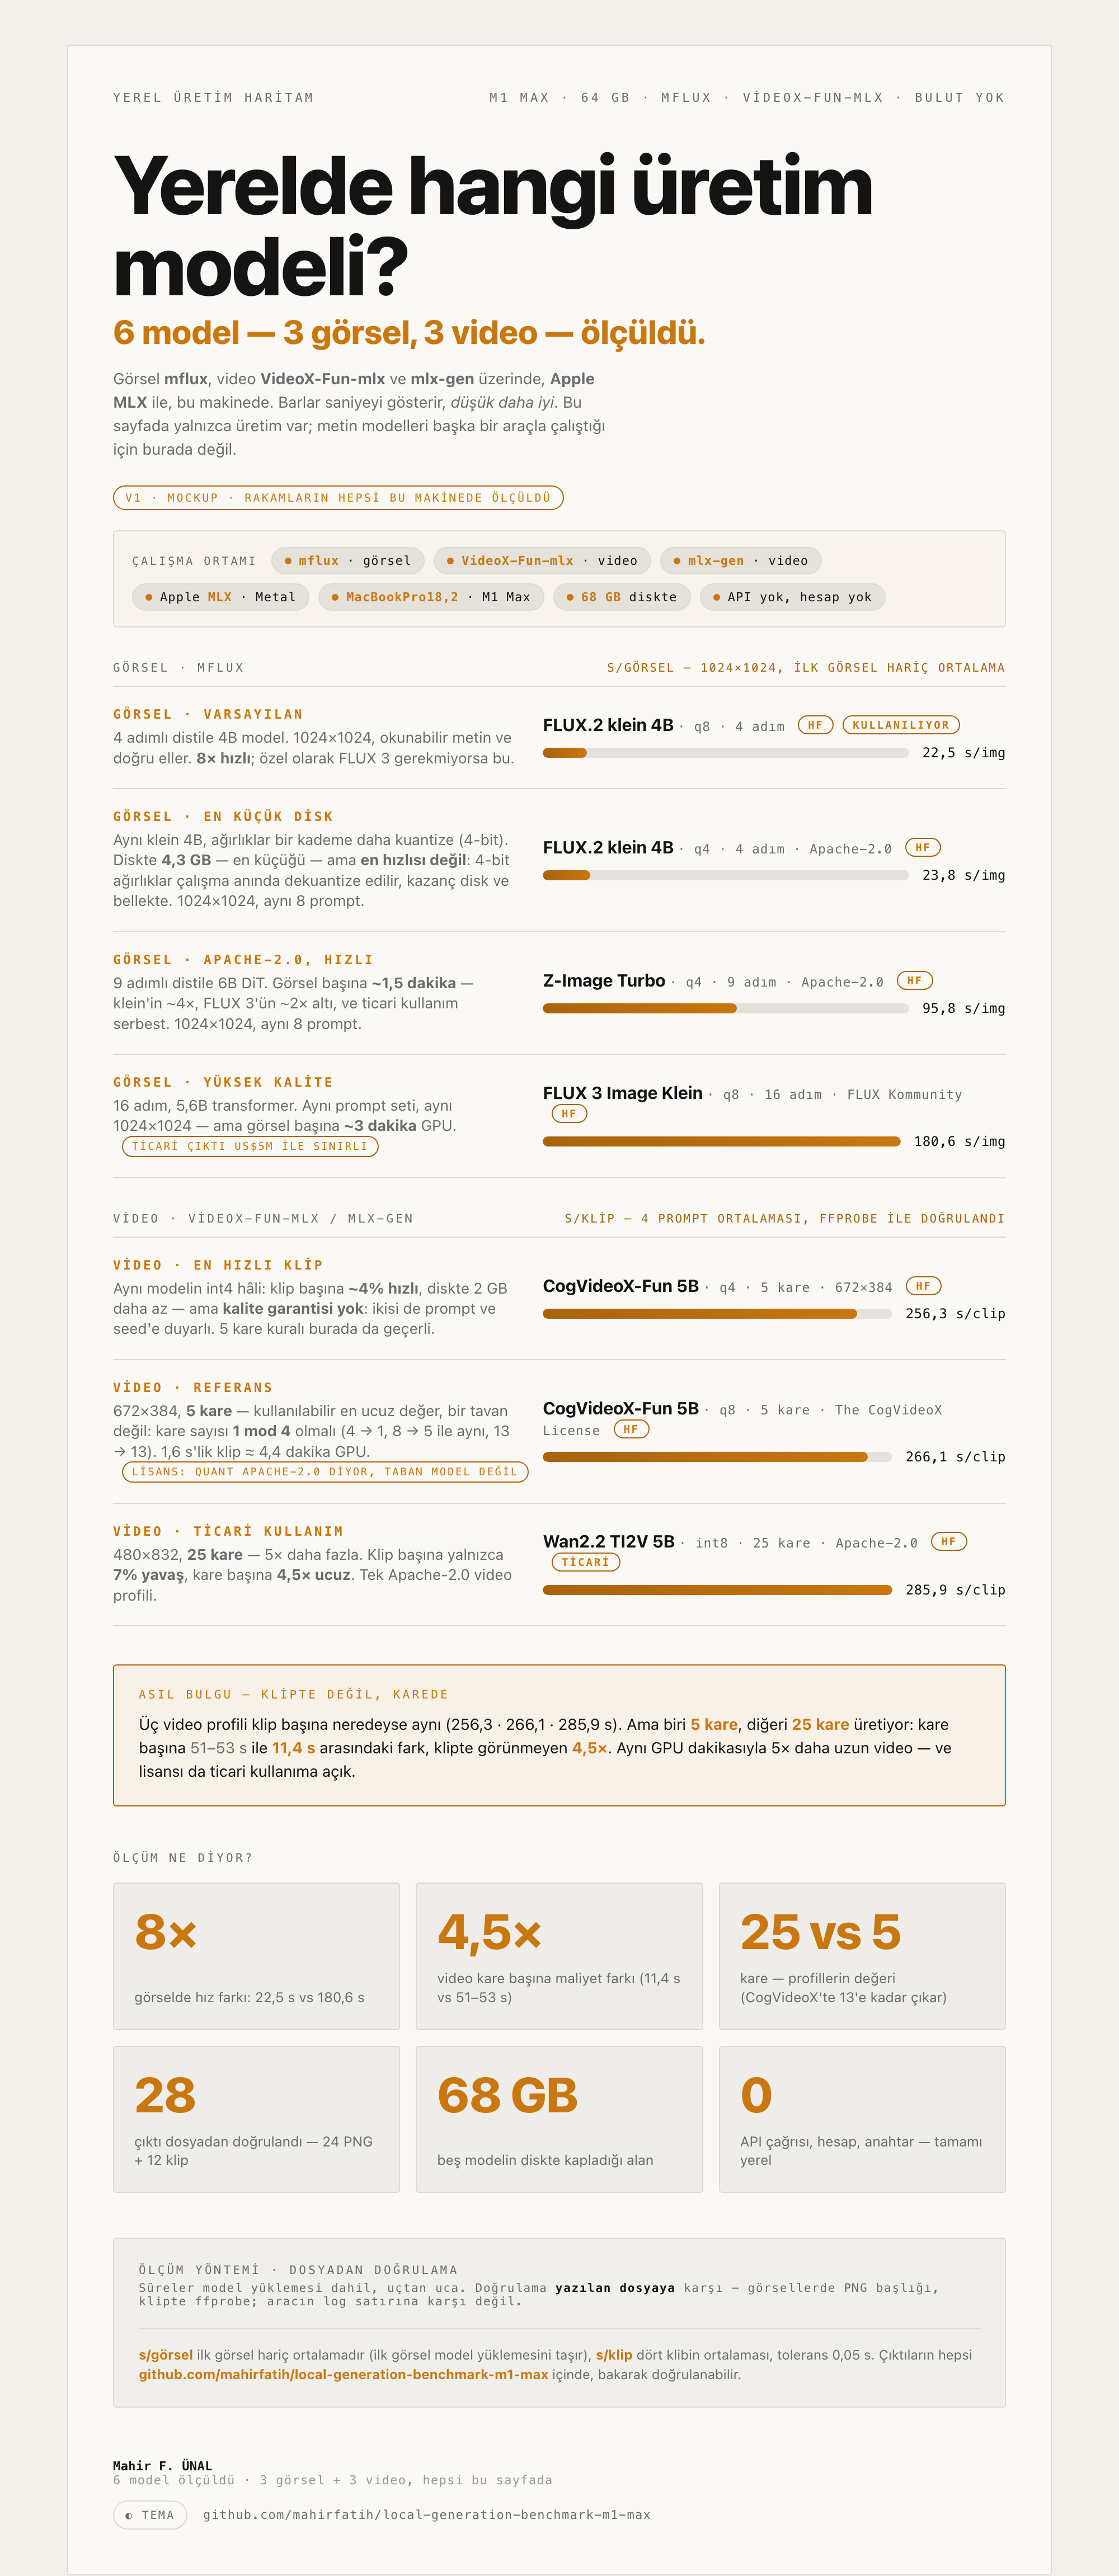 YEREL ÜRETİM HARİTAM
M1 MAX · 64 GB · MFLUX · VİDEOX-FUN-MLX · BULUT YOK
Yerelde hangi üretim
modeli?
6 model — 3 görsel, 3 video — ölçüldü.
Görsel mflux, video VideoX-Fun-mlx ve mlx-gen üzerinde, Apple
MLX ile, bu makinede. Barlar saniyeyi gösterir, düşük daha iyi. Bu
sayfada yalnızca üretim var; metin modelleri başka bir araçla çalıştığı
için burada değil.
V1 · MOCKUP · RAKAMLARIN HEPSİ BU MAKİNEDE ÖLÇÜLDÜ
ÇALIŞMA ORTAMI
● mflux · görsel
● VideoX-Fun-mlx · video
● mlx-gen · video
● Apple MLX · Metal
● MacBookPro18,2 · M1 Max
● 68 GB diskte
● API yok, hesap yok
GÖRSEL · MFLUX
S/GÖRSEL — 1024×1024, İLK GÖRSEL HARİÇ ORTALAMA
GÖRSEL · VARSAYILAN
4 adımlı distile 4B model. 1024×1024, okunabilir metin ve
doğru eller. 8× hızlı; özel olarak FLUX 3 gerekmiyorsa bu.
FLUX.2 klein 4B · q8 · 4 adım HF KULLANILIYOR
22,5 s/img
GÖRSEL · EN KÜÇÜK DİSK
Aynı klein 4B, ağırlıklar bir kademe daha kuantize (4-bit).
Diskte 4,3 GB — en küçüğü — ama en hızlısı değil: 4-bit
ağırlıklar çalışma anında dekuantize edilir, kazanç disk ve
bellekte. 1024×1024, aynı 8 prompt.
FLUX.2 klein 4B · q4 · 4 adım · Apache-2.0 HF
23,8 s/img
GÖRSEL · APACHE-2.0, HIZLI
9 adımlı distile 6B DiT. Görsel başına ~1,5 dakika —
klein'in ~4×, FLUX 3'ün ~2× altı, ve ticari kullanım
serbest. 1024×1024, aynı 8 prompt.
Z-Image Turbo · q4 · 9 adım · Apache-2.0 HF
95,8 s/img
GÖRSEL · YÜKSEK KALİTE
16 adım, 5,6B transformer. Aynı prompt seti, aynı
1024×1024 — ama görsel başına ~3 dakika GPU.
TİCARİ ÇIKTI US$5M İLE SINIRLI
FLUX 3 Image Klein · q8 · 16 adım · FLUX Kommunity
HF
180,6 s/img
VİDEO · VİDEOX-FUN-MLX / MLX-GEN
S/KLİP — 4 PROMPT ORTALAMASI, FFPROBE İLE DOĞRULANDI
VİDEO · EN HIZLI KLİP
Aynı modelin int4 hâli: klip başına ~4% hızlı, diskte 2 GB
daha az — ama kalite garantisi yok: ikisi de prompt ve
seed'e duyarlı. 5 kare kuralı burada da geçerli.
CogVideoX-Fun 5B · q4 · 5 kare · 672×384 HF
256,3 s/clip
VİDEO · REFERANS
672×384, 5 kare — kullanılabilir en ucuz değer, bir tavan
değil: kare sayısı 1 mod 4 olmalı (4 → 1, 8 → 5 ile aynı, 13
→ 13). 1,6 s'lik klip ≈ 4,4 dakika GPU.
LİSANS: QUANT APACHE-2.0 DİYOR, TABAN MODEL DEĞİL
CogVideoX-Fun 5B · q8 · 5 kare · The CogVideoX
License HF
266,1 s/clip
VİDEO · TİCARİ KULLANIM
480×832, 25 kare — 5× daha fazla. Klip başına yalnızca
7% yavaş, kare başına 4,5× ucuz. Tek Apache-2.0 video
profili.
Wan2.2 TI2V 5B · int8 · 25 kare · Apache-2.0 HF
TİCARİ
285,9 s/clip
ASIL BULGU — KLİPTE DEĞİL, KAREDE
Üç video profili klip başına neredeyse aynı (256,3 · 266,1 · 285,9 s). Ama biri 5 kare, diğeri 25 kare üretiyor: kare
başına 51–53 s ile 11,4 s arasındaki fark, klipte görünmeyen 4,5×. Aynı GPU dakikasıyla 5× daha uzun video — ve
lisansı da ticari kullanıma açık.
ÖLÇÜM NE DİYOR?
8×
görselde hız farkı: 22,5 s vs 180,6 s
4,5×
video kare başına maliyet farkı (11,4 s
vs 51–53 s)
25 vs 5
kare — profillerin değeri
(CogVideoX'te 13'e kadar çıkar)
28
çıktı dosyadan doğrulandı — 24 PNG
+ 12 klip
68 GB
beş modelin diskte kapladığı alan
0
API çağrısı, hesap, anahtar — tamamı
yerel
ÖLÇÜM YÖNTEMİ · DOSYADAN DOĞRULAMA
Süreler model yüklemesi dahil, uçtan uca. Doğrulama yazılan dosyaya karşı — görsellerde PNG başlığı,
klipte ffprobe; aracın log satırına karşı değil.
s/görsel ilk görsel hariç ortalamadır (ilk görsel model yüklemesini taşır), s/klip dört klibin ortalaması, tolerans 0,05 s. Çıktıların hepsi
github.com/mahirfatih/local-generation-benchmark-m1-max içinde, bakarak doğrulanabilir.
Mahir F. ÜNAL
6 model ölçüldü · 3 görsel + 3 video, hepsi bu sayfada
◐ TEMA
github.com/mahirfatih/local-generation-benchmark-m1-max